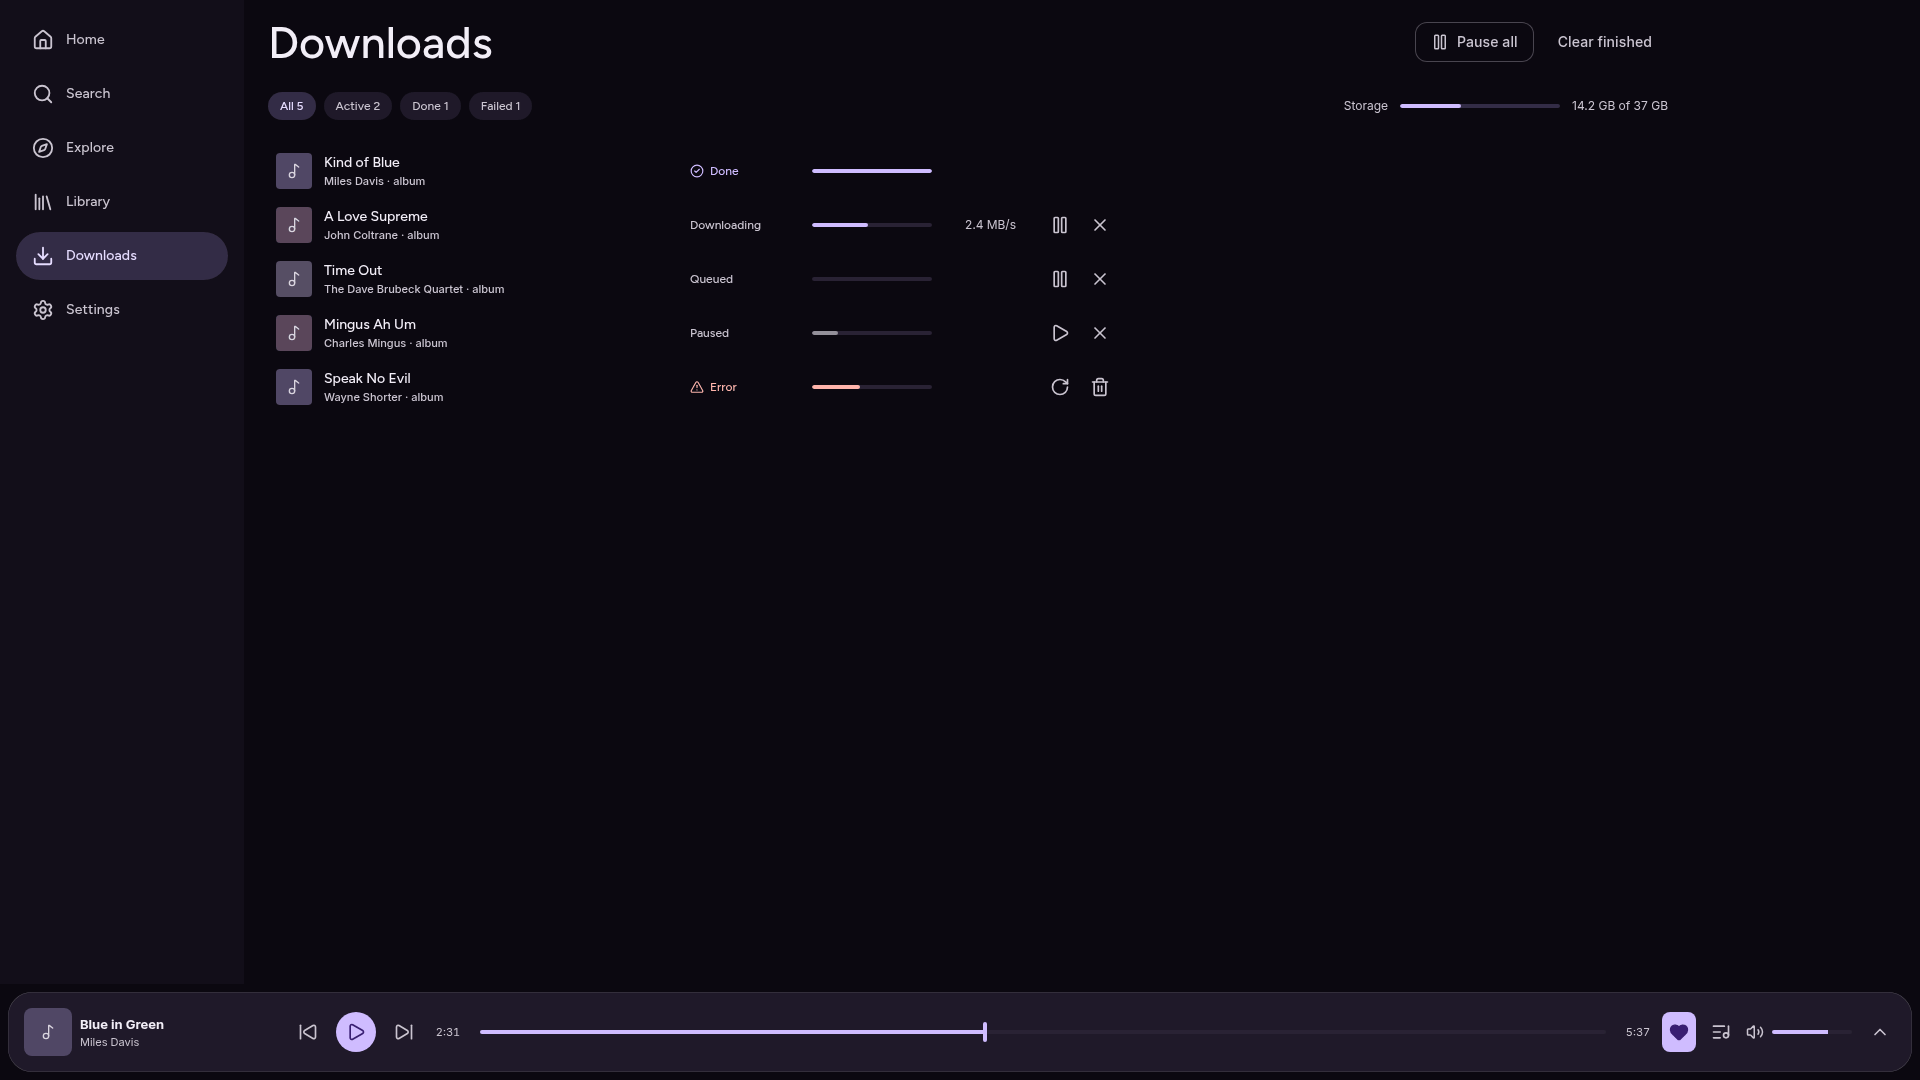 Home
Search
Explore
Library
Downloads
Settings
Downloads
Pause all
Clear finished
All 5
Active 2
Done 1
Failed 1
Storage
14.2 GB of 37 GB
Kind of Blue
Miles Davis · album
Done
A Love Supreme
John Coltrane · album
Downloading
2.4 MB/s
Time Out
The Dave Brubeck Quartet · album
Queued
Mingus Ah Um
Charles Mingus · album
Paused
Speak No Evil
Wayne Shorter · album
Error
Blue in Green
Miles Davis
2:31
5:37